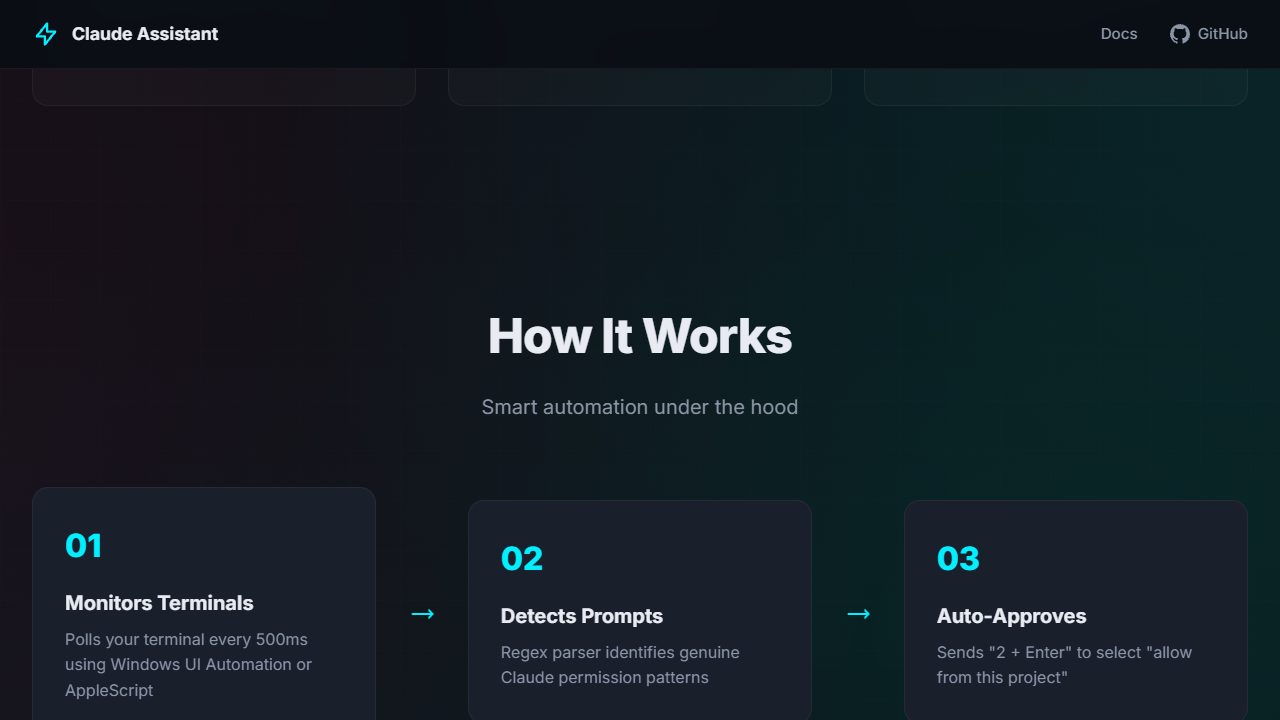 Claude Assistant
Docs
GitHub
How It Works
Smart automation under the hood
01
Monitors Terminals
Polls your terminal every 500ms
using Windows UI Automation or
AppleScript
→
02
Detects Prompts
Regex parser identifies genuine
Claude permission patterns
→
03
Auto-Approves
Sends "2 + Enter" to select "allow
from this project"